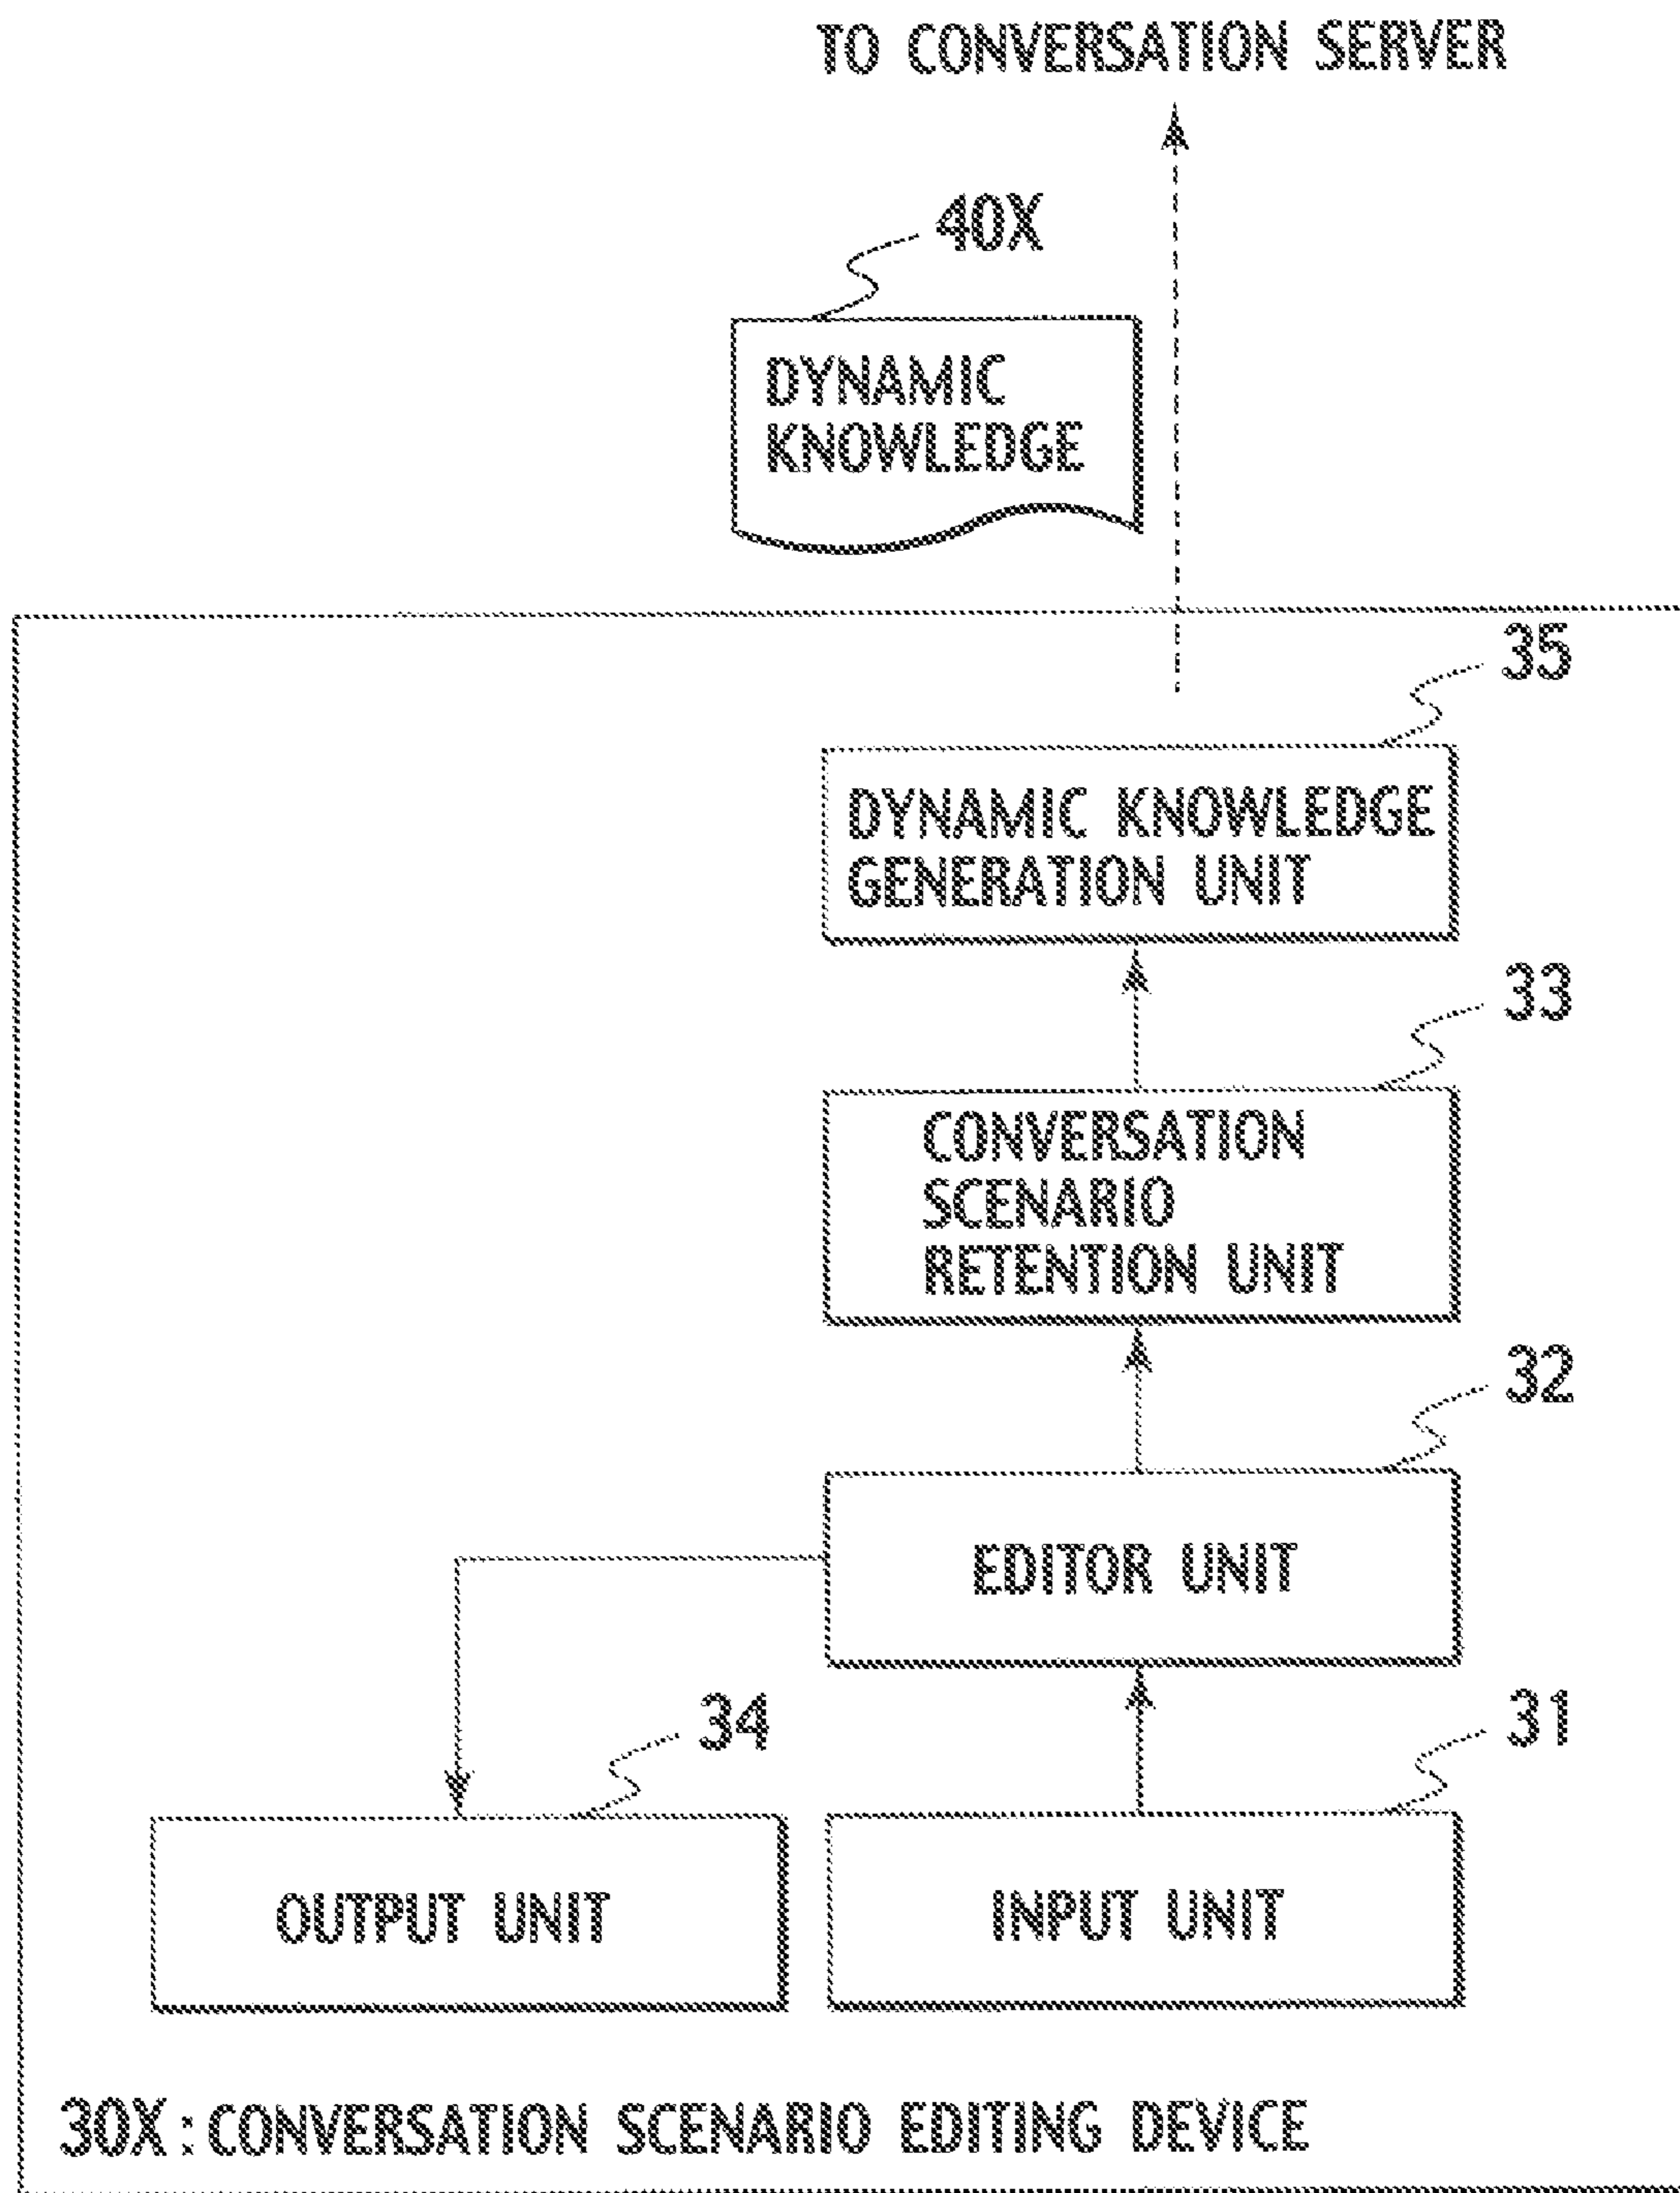 TO CONVERSATION SERVER
40X
DYNAMIC
KNOWLEDGE
35
DYNAMIC KNOWLEDGE
GENERATION UNIT
33
CONVERSATION
SCENARIO
RETENTION UNIT
32
EDITOR UNIT
34
31
OUTPUT UNIT
INPUT UNIT
30X : CONVERSATION SCENARIO EDITING DEVICE